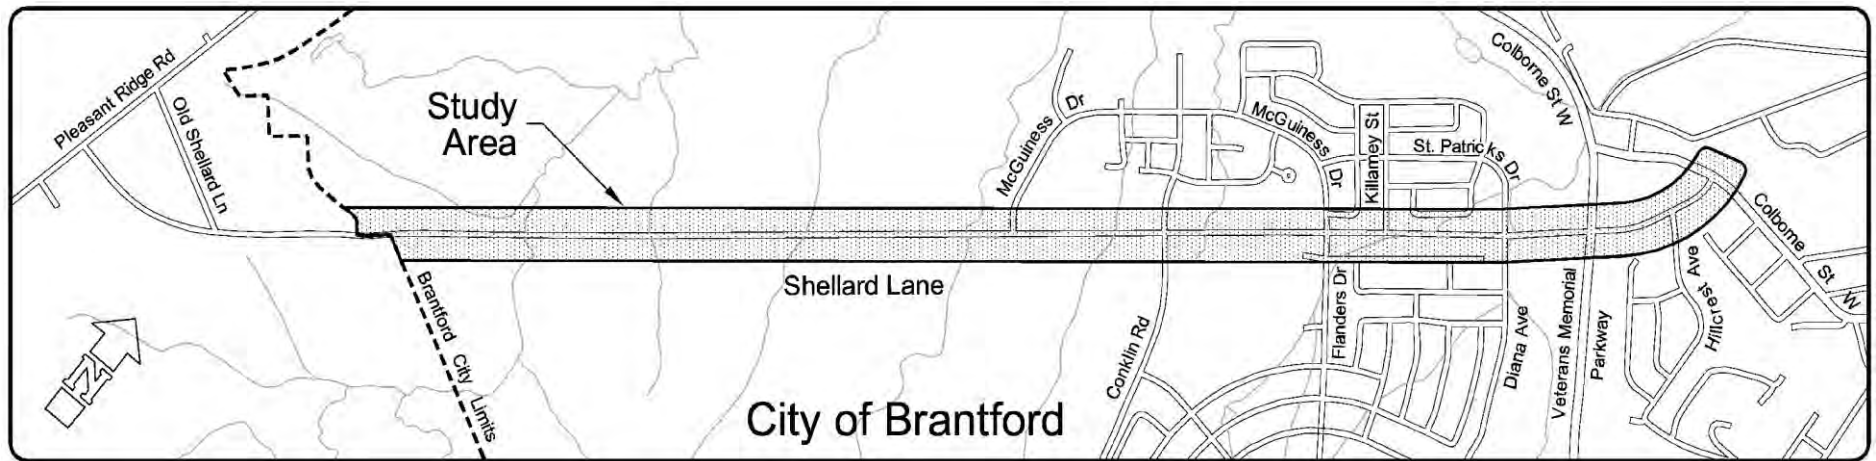 Pleasant Ridge Rd
Old Shellard Ln
Study
Area
McGuiness
Dr
McGuiness
Dr
Killarney St
St. Patricks Dr
Colborne St W
Colborne
St W
Shellard Lane
Brantford City Limits
Conklin Rd
Flanders Dr
Diana Ave
Veterans Memorial
Parkway
Hillcrest Ave
N
City of Brantford